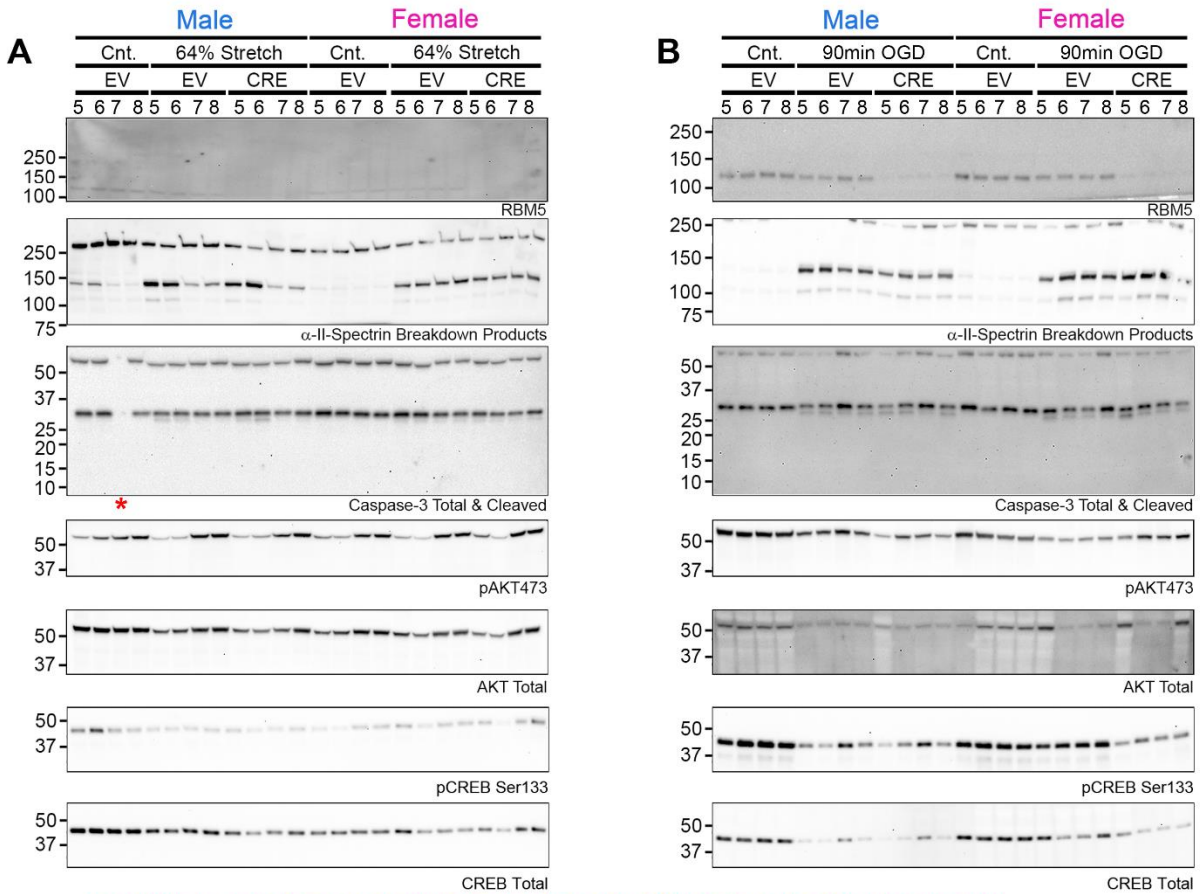 A
Male Female
Cnt. 64% Stretch Cnt. 64% Stretch
EV EV CRE EV EV CRE
5 6 7 8 5 6 7 8 5 6 7 8 5 6 7 8 5 6 7 8 5 6 7 8
250
150
100
RBM5
250
150
100
75
α-II-Spectrin Breakdown Products
50
37
25
20
15
10
*
Caspase-3 Total & Cleaved
50
37
pAKT473
50
37
AKT Total
50
37
pCREB Ser133
50
37
CREB Total
B
Male Female
Cnt. 90min OGD Cnt. 90min OGD
EV EV CRE EV EV CRE
5 6 7 8 5 6 7 8 5 6 7 8 5 6 7 8 5 6 7 8 5 6 7 8
250
150
100
RBM5
250
150
100
75
α-II-Spectrin Breakdown Products
50
37
25
20
15
10
Caspase-3 Total & Cleaved
50
37
pAKT473
50
37
AKT Total
50
37
pCREB Ser133
50
37
CREB Total